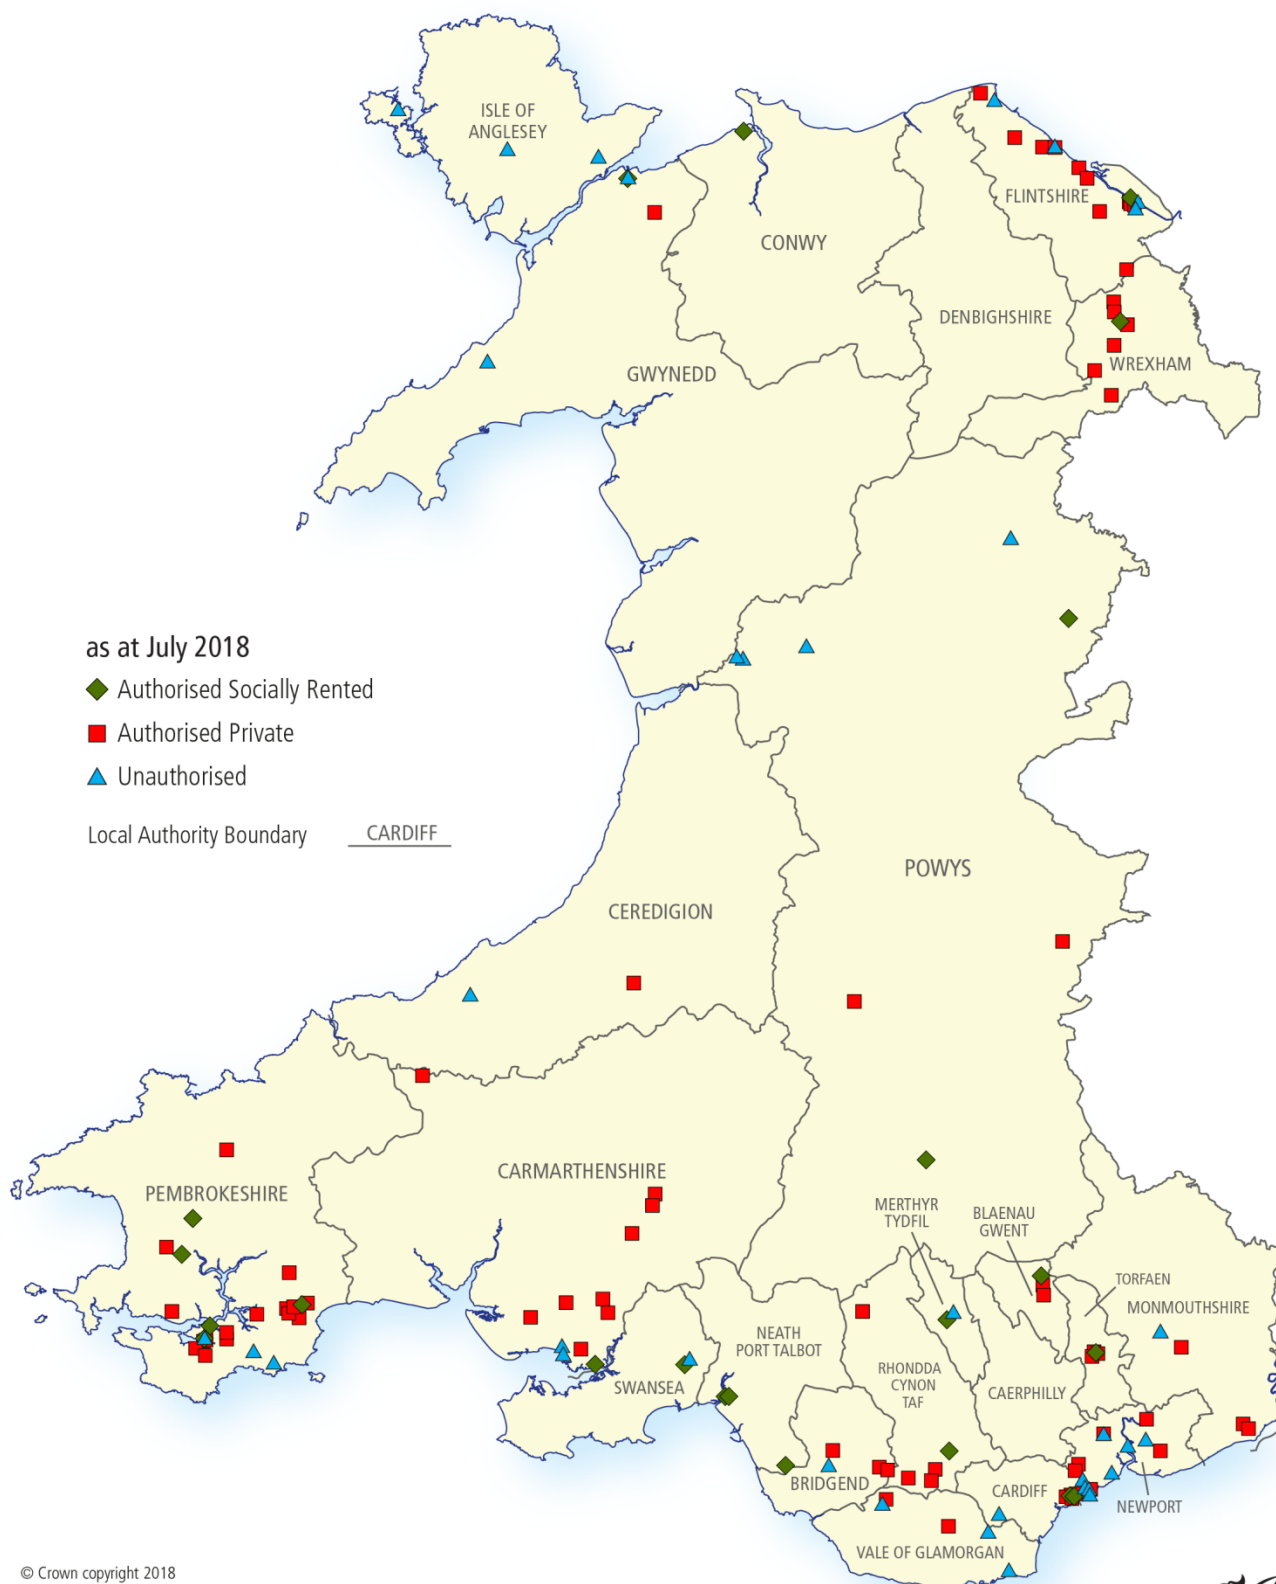 ISLE OF
ANGLESEY
FLINTSHIRE
CONWY
DENBIGHSHIRE
WREXHAM
GWYNEDD
as at July 2018
Authorised Socially Rented
Authorised Private
Unauthorised
Local Authority Boundary CARDIFF
POWYS
CEREDIGION
CARMARTHENSHIRE
PEMBROKESHIRE
MERTHYR
TYDFIL
BLAENAU
GWENT
TORFAEN
MONMOUTHSHIRE
NEATH
PORT TALBOT
RHONDDA
CYNON
TAF
SWANSEA
CAERPHILLY
BRIDGEND
CARDIFF
NEWPORT
VALE OF GLAMORGAN
© Crown copyright 2018